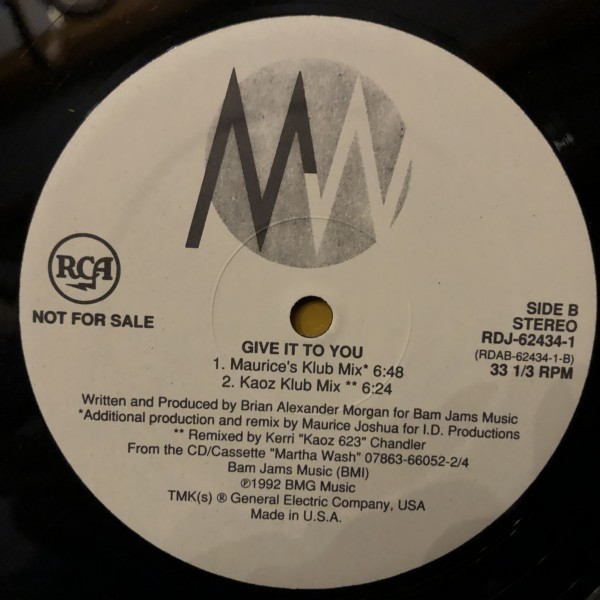 MW
RCA
NOT FOR SALE
SIDE B
STEREO
RDJ-62434-1
(RDAB-62434-1-B)
33 1/3 RPM
GIVE IT TO YOU
1. Maurice's Klub Mix* 6:48
2. Kaoz Klub Mix ** 6:24
Written and Produced by Brian Alexander Morgan for Bam Jams Music
*Additional production and remix by Maurice Joshua for I.D. Productions
** Remixed by Kerri "Kaoz 623" Chandler
From the CD/Cassette "Martha Wash" 07863-66052-2/4
Bam Jams Music (BMI)
℗1992 BMG Music
TMK(s) ® General Electric Company, USA
Made in U.S.A.